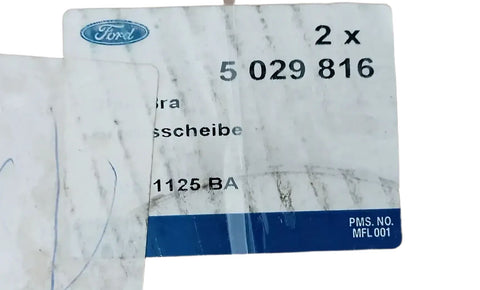 Ford
2 x
5 029 816
Bra
sscheibe
1125 BA
PMS. NO.
MFL 001